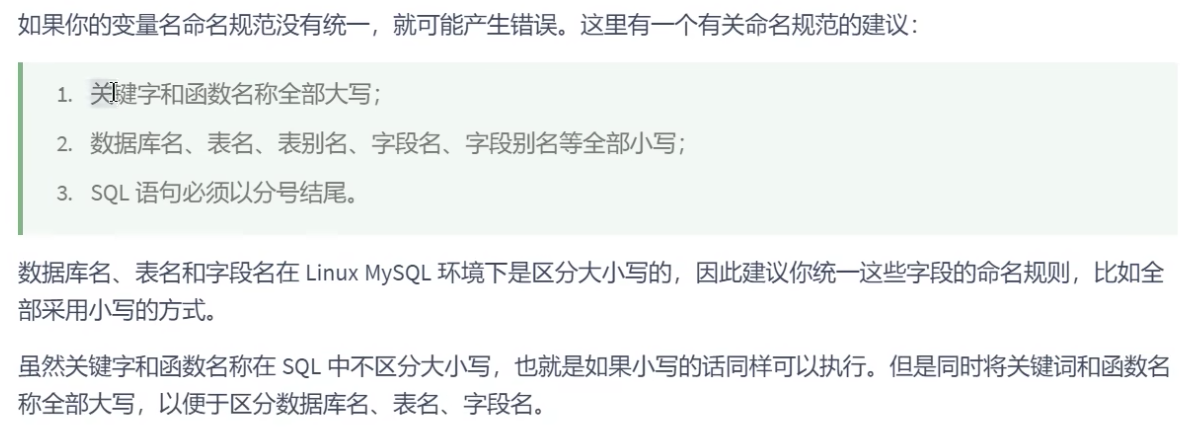 如果你的变量名命名规范没有统一，就可能产生错误。这里有一个有关命名规范的建议：
1. 关键字和函数名称全部大写；
2. 数据库名、表名、表别名、字段名、字段别名等全部小写；
3. SQL 语句必须以分号结尾。
数据库名、表名和字段名在 Linux MySQL 环境下是区分大小写的，因此建议你统一这些字段的命名规则，比如全
部采用小写的方式。
虽然关键字和函数名称在 SQL 中不区分大小写，也就是如果小写的话同样可以执行。但是同时将关键词和函数名
称全部大写，以便于区分数据库名、表名、字段名。